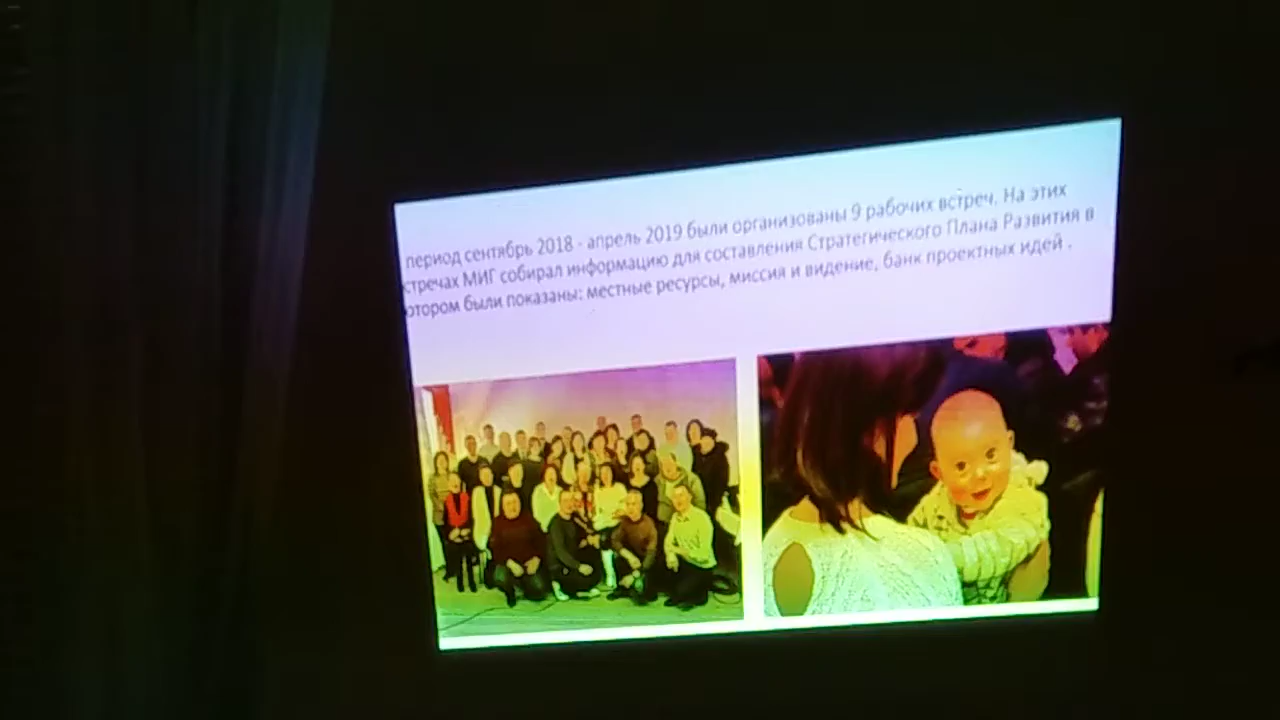 период сентябрь 2018 - апрель 2019 были организованы 9 рабочих встреч. На этих
стречах МИГ собирал информацию для составления Стратегического Плана Развития в
отором были показаны: местные ресурсы, миссия и видение, банк проектных идей .